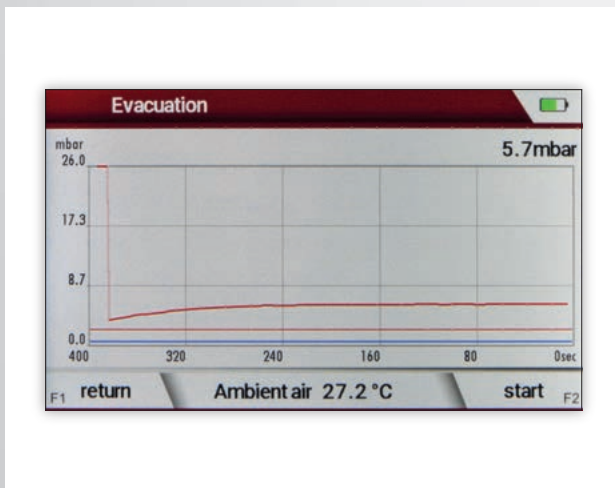 Evacuation
mbar
5.7mbar
26.0
17.3
8.7
0.0
400 320 240 160 80 0sec
F1 return Ambient air 27.2 °C start F2